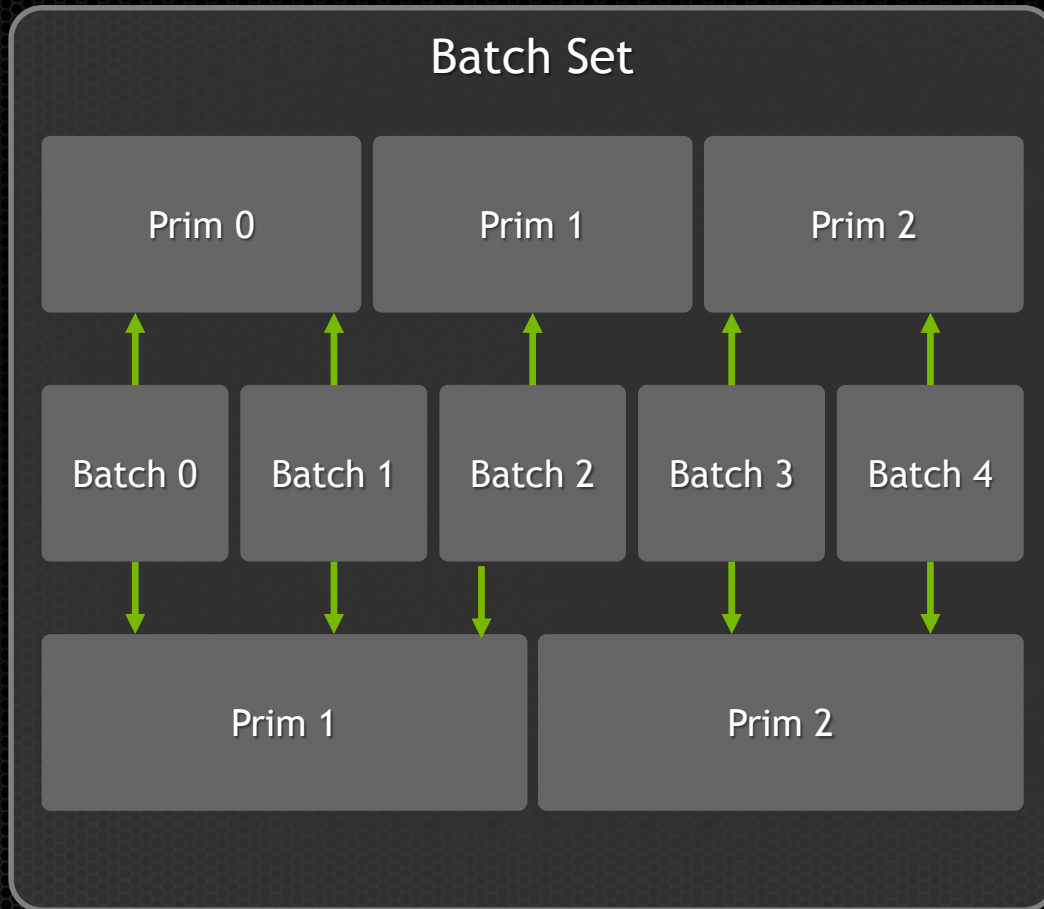 Batch Set
Prim 0
Prim 1
Prim 2
Batch 0
Batch 1
Batch 2
Batch 3
Batch 4
Prim 1
Prim 2